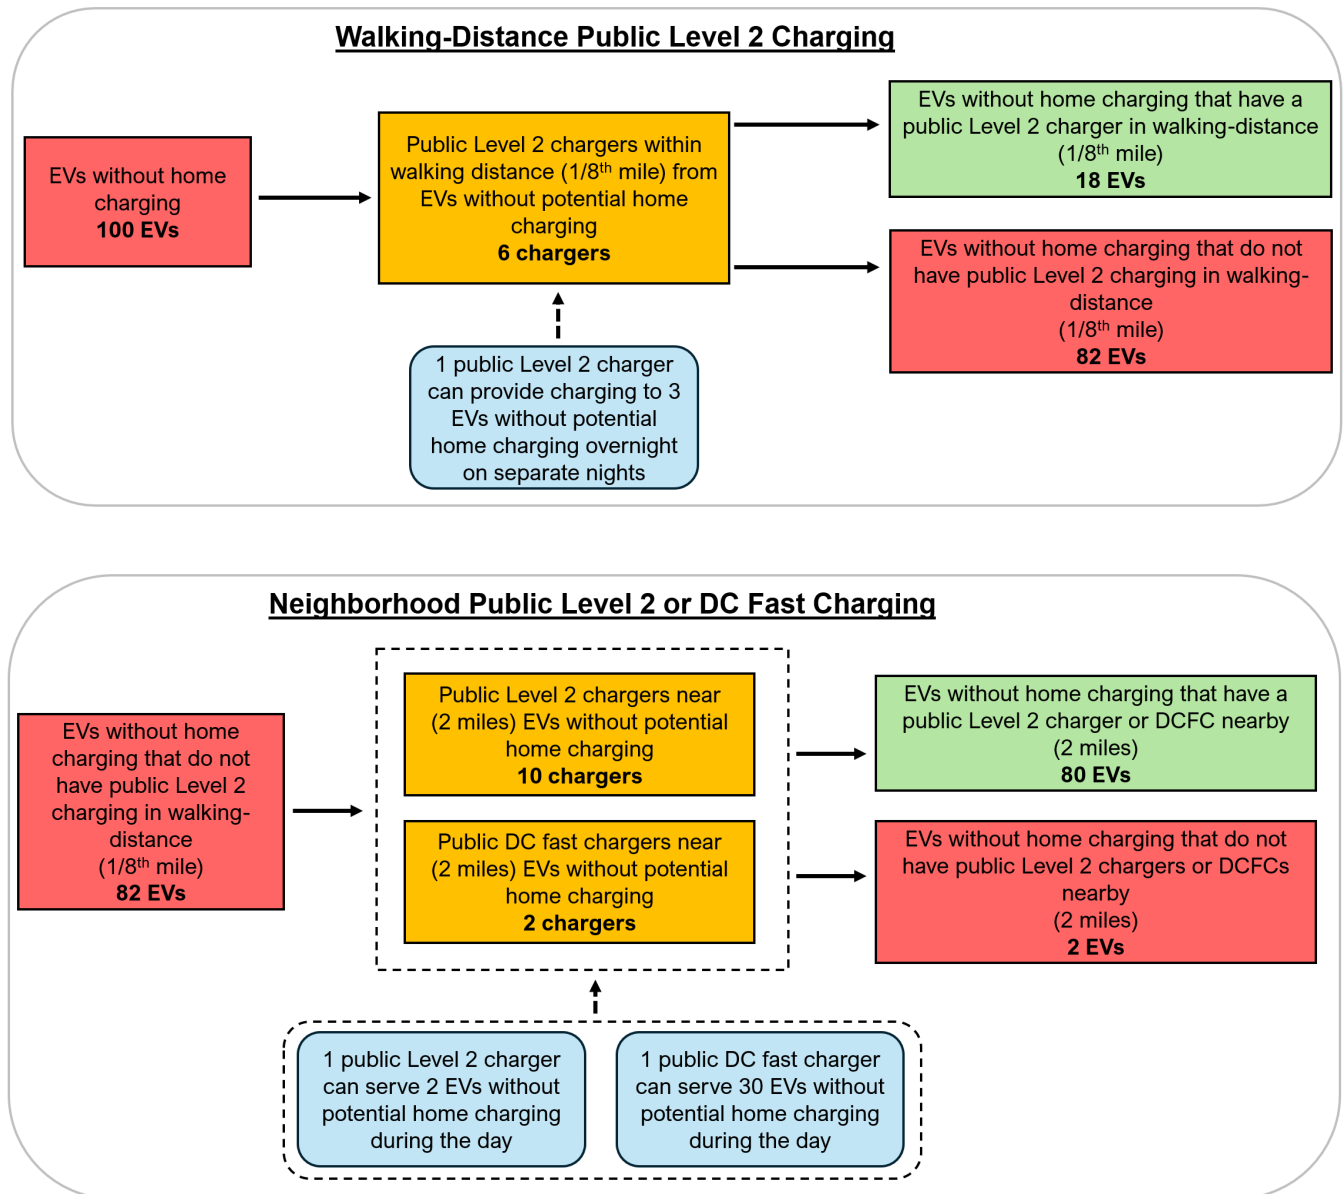 Walking-Distance Public Level 2 Charging
EVs without home
charging
100 EVs
Public Level 2 chargers within
walking distance (1/8th mile) from
EVs without potential home
charging
6 chargers
EVs without home charging that have a
public Level 2 charger in walking-distance
(1/8th mile)
18 EVs
EVs without home charging that do not
have public Level 2 charging in walking-
distance
(1/8th mile)
82 EVs
1 public Level 2 charger
can provide charging to 3
EVs without potential
home charging overnight
on separate nights
Neighborhood Public Level 2 or DC Fast Charging
EVs without home
charging that do not
have public Level 2
charging in walking-
distance
(1/8th mile)
82 EVs
Public Level 2 chargers near
(2 miles) EVs without potential
home charging
10 chargers
Public DC fast chargers near
(2 miles) EVs without potential
home charging
2 chargers
EVs without home charging that have a
public Level 2 charger or DCFC nearby
(2 miles)
80 EVs
EVs without home charging that do not
have public Level 2 chargers or DCFCs
nearby
(2 miles)
2 EVs
1 public Level 2 charger
can serve 2 EVs without
potential home charging
during the day
1 public DC fast charger
can serve 30 EVs without
potential home charging
during the day